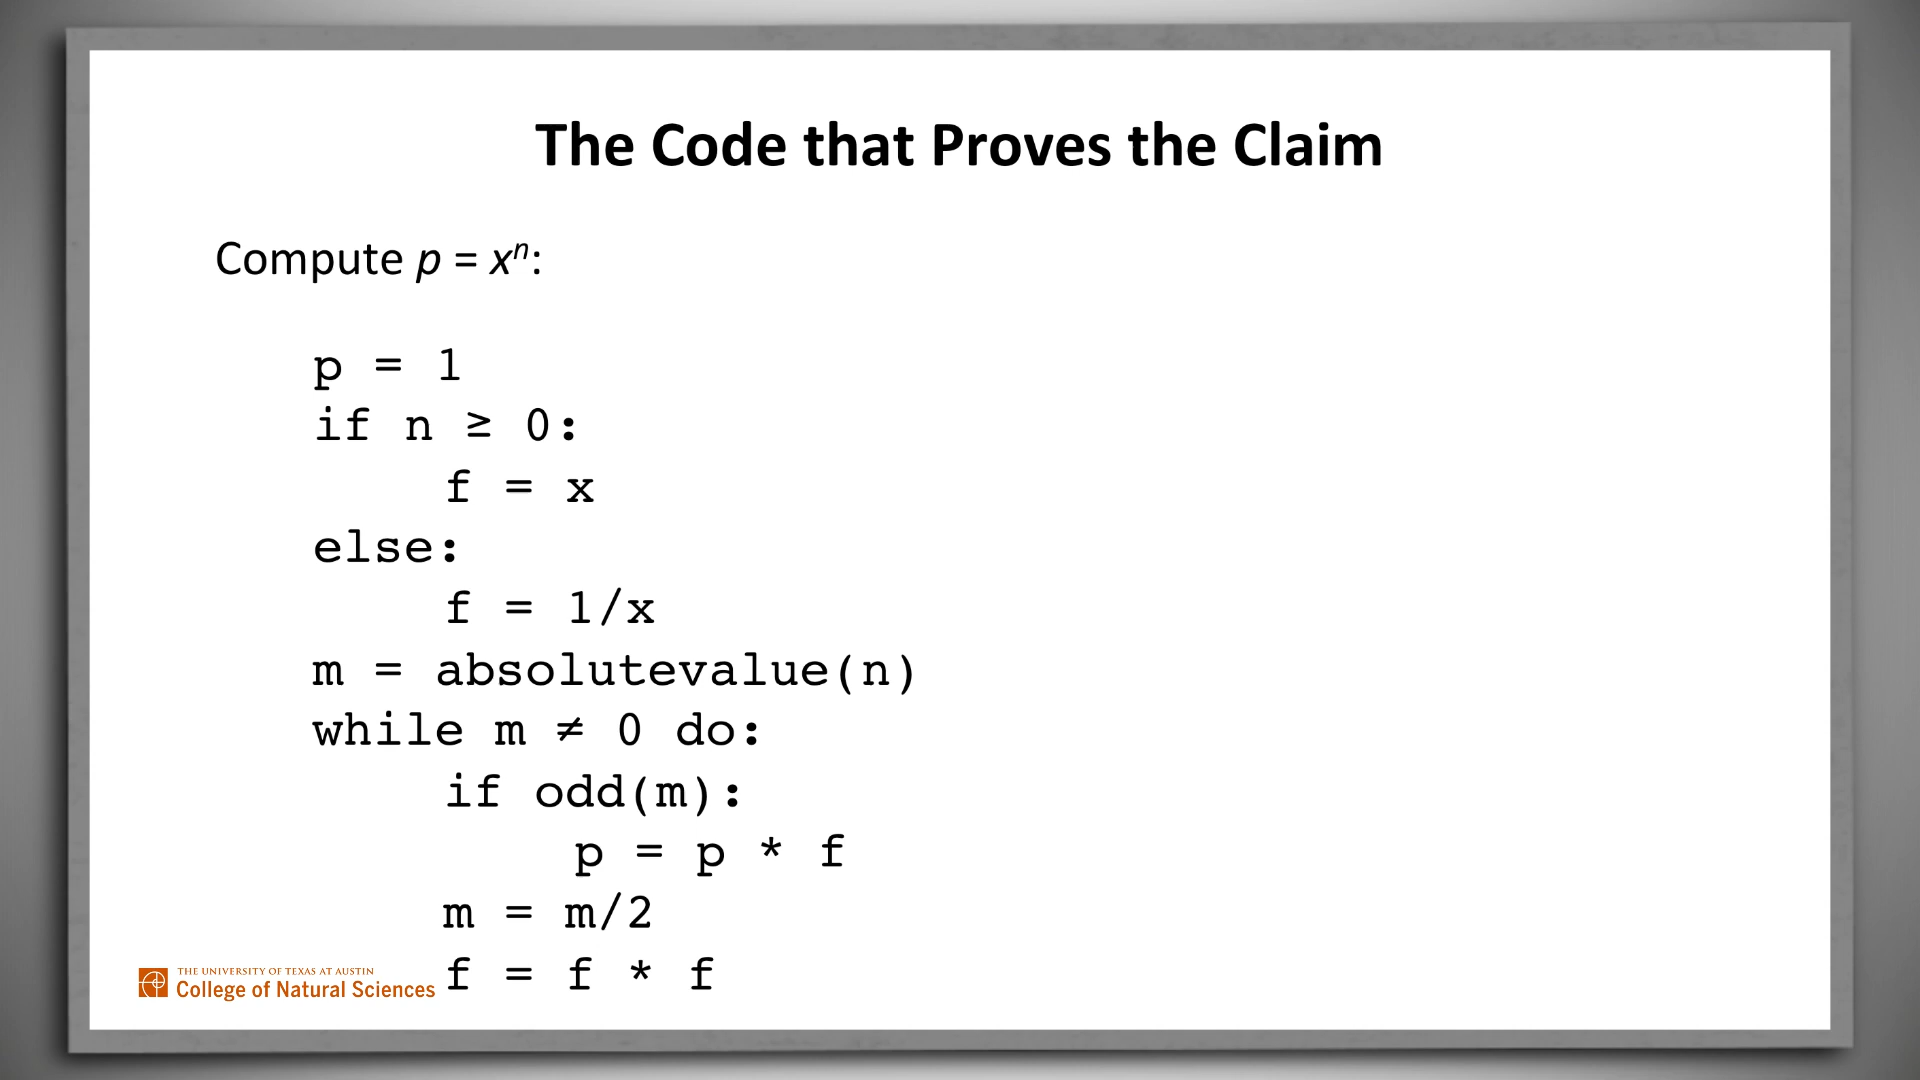 The Code that Proves the Claim
Compute p = xⁿ:
p = 1
if n ≥ 0:
f = x
else:
f = 1/x
m = absolutevalue(n)
while m ≠ 0 do:
if odd(m):
p = p * f
m = m/2
f = f * f
THE UNIVERSITY OF TEXAS AT AUSTIN
College of Natural Sciences